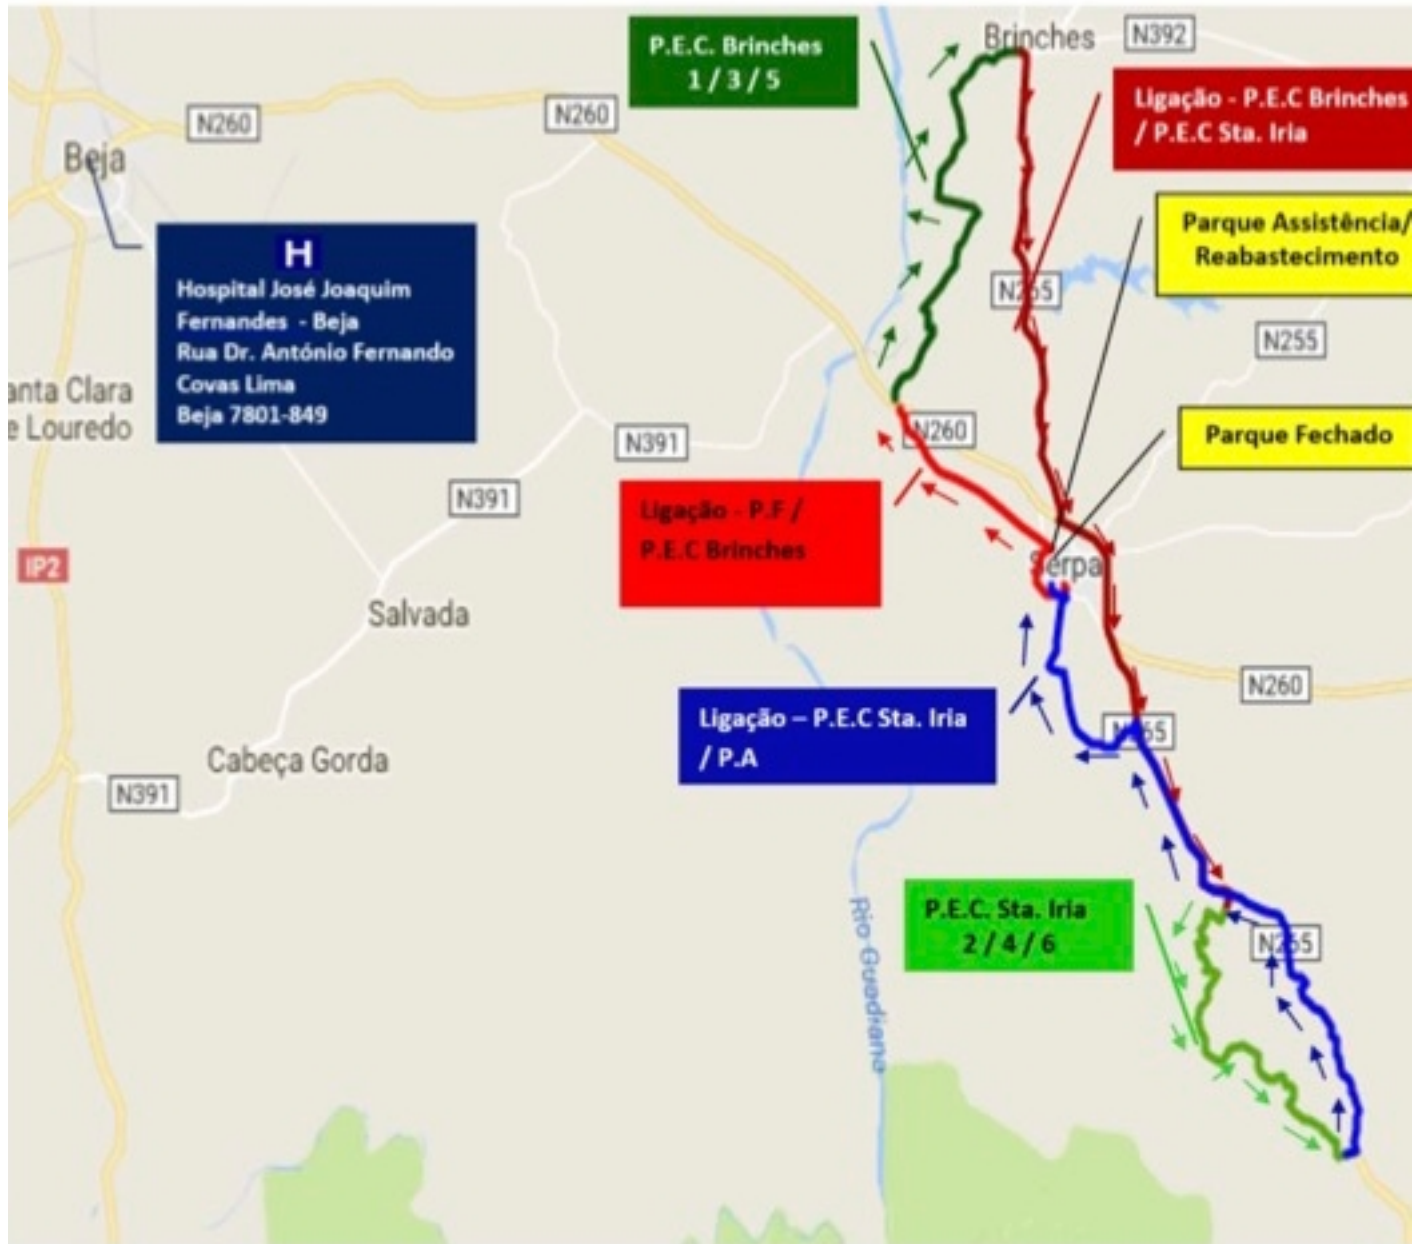 P.E.C. Brinches
1 / 3 / 5
Brinches
N392
N260
N260
Beja
Ligação - P.E.C Brinches
/ P.E.C Sta. Iria
Parque Assistência/
Reabastecimento
H
Hospital José Joaquim
Fernandes - Beja
Rua Dr. António Fernando
Covas Lima
Beja 7801-849
N265
N255
anta Clara
e Louredo
N391
N260
Parque Fechado
N391
Ligação - P.F /
P.E.C Brinches
IP2
Serpa
Salvada
N260
Ligação – P.E.C Sta. Iria
/ P.A
N265
Cabeça Gorda
N391
P.E.C. Sta. Iria
2 / 4 / 6
N265
Rio Guadiana